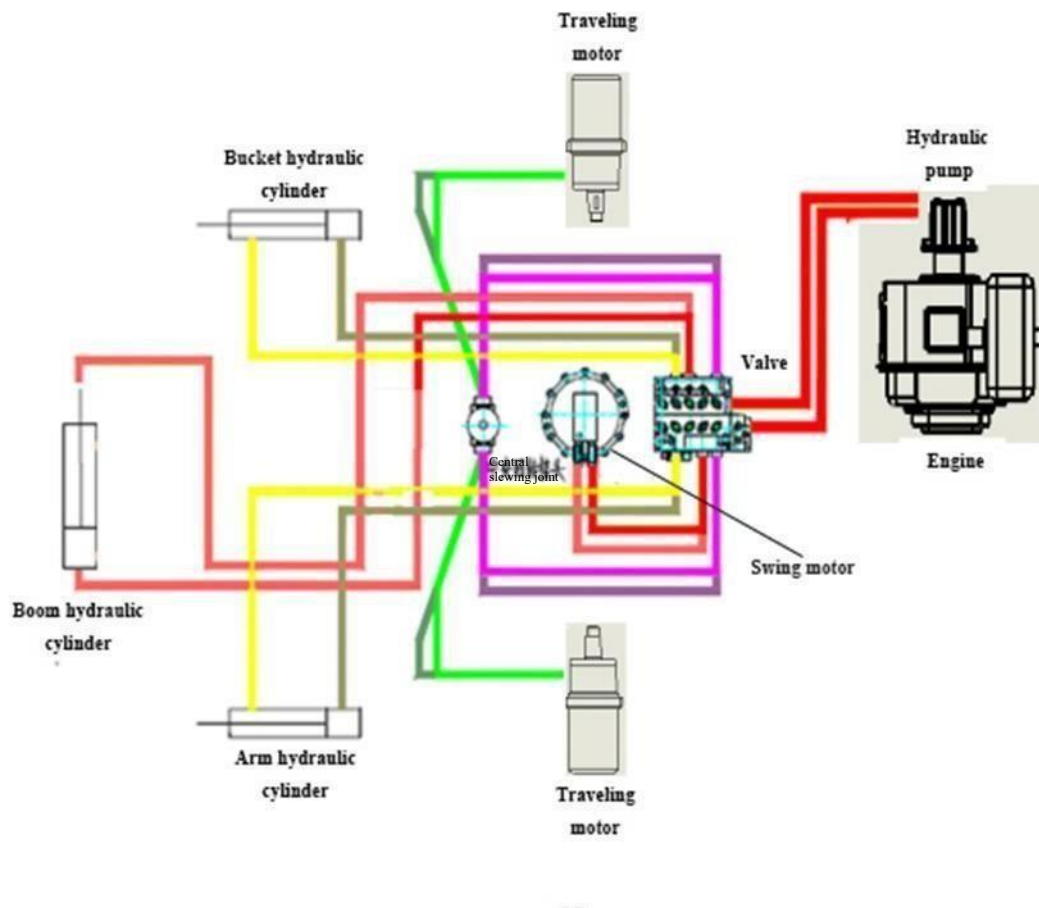 Traveling
motor
Hydraulic
pump
Bucket hydraulic
cylinder
Valve
Engine
Central
slewing joint
Swing motor
Boom hydraulic
cylinder
Arm hydraulic
cylinder
Traveling
motor